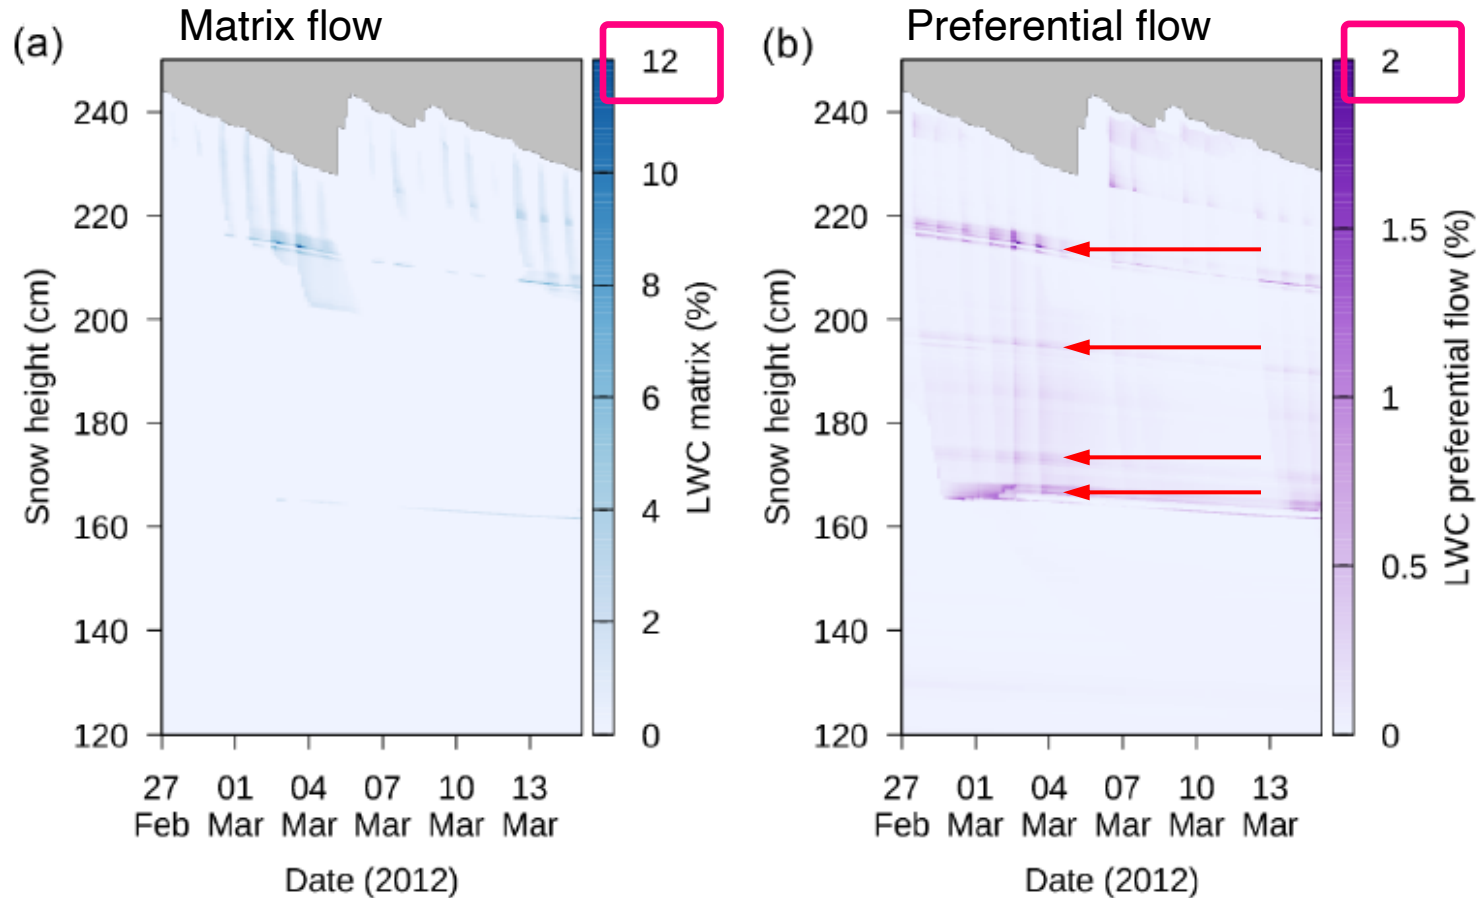 (a) Matrix flow
12
10
8
6
4
2
0
LWC matrix (%)
240
220
200
180
160
140
120
Snow height (cm)
27 01 04 07 10 13
Feb Mar Mar Mar Mar Mar
Date (2012)
(b) Preferential flow
2
1.5
1
0.5
0
LWC preferential flow (%)
240
220
200
180
160
140
120
Snow height (cm)
27 01 04 07 10 13
Feb Mar Mar Mar Mar Mar
Date (2012)